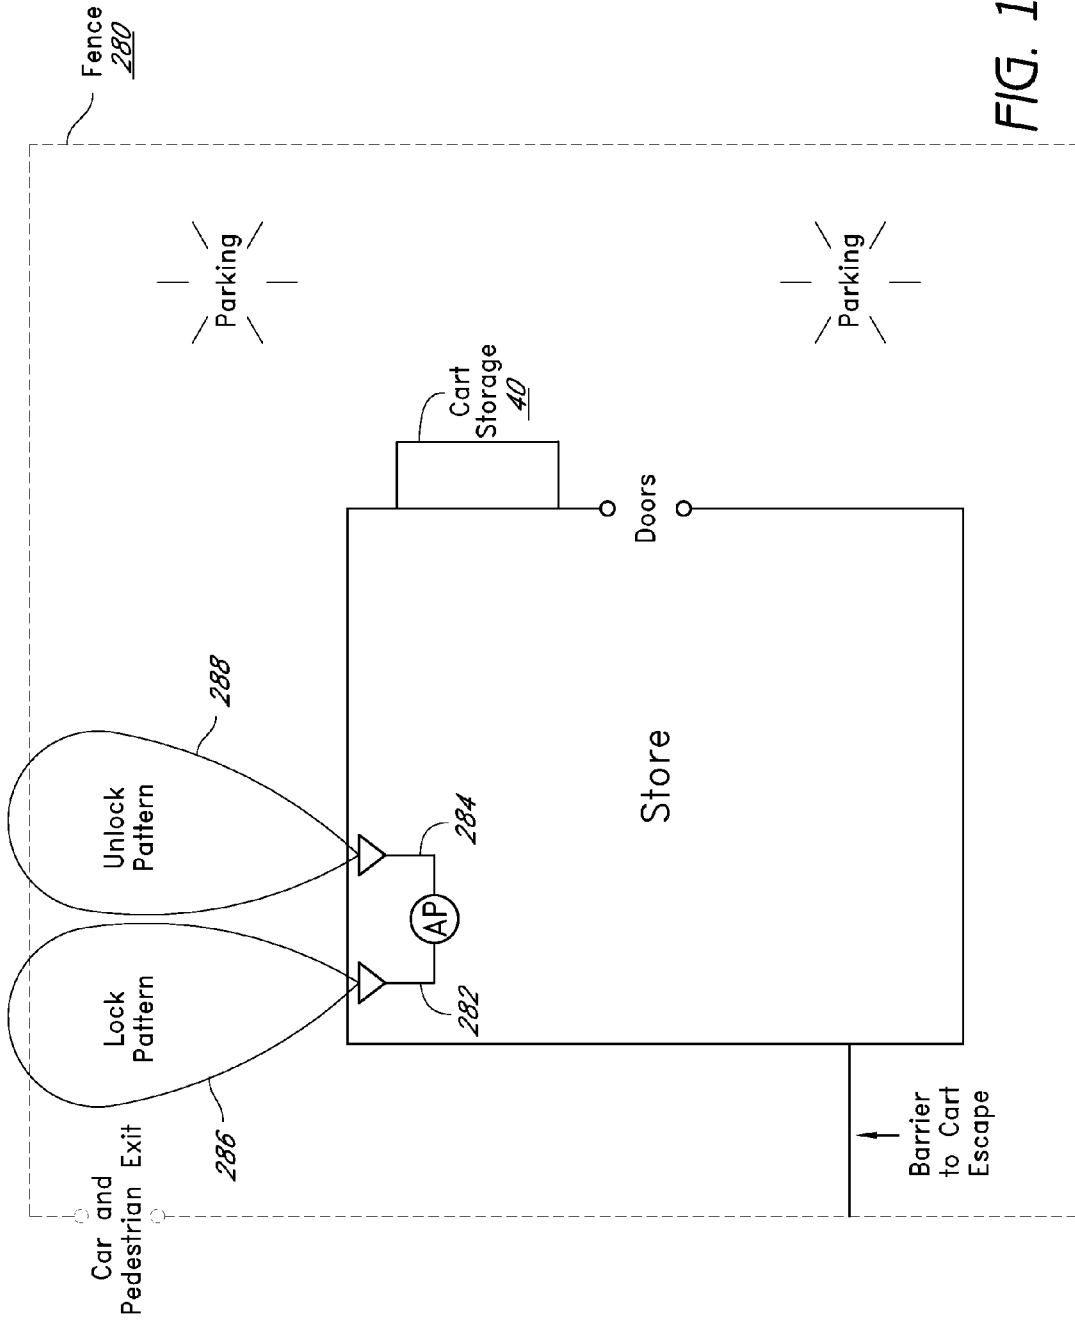 Fence
280
Parking
Parking
Cart
Storage
40
Doors
288
Unlock
Pattern
Lock
Pattern
284
AP
282
Store
286
Car and
Pedestrian Exit
Barrier
to Cart
Escape
FIG. 1